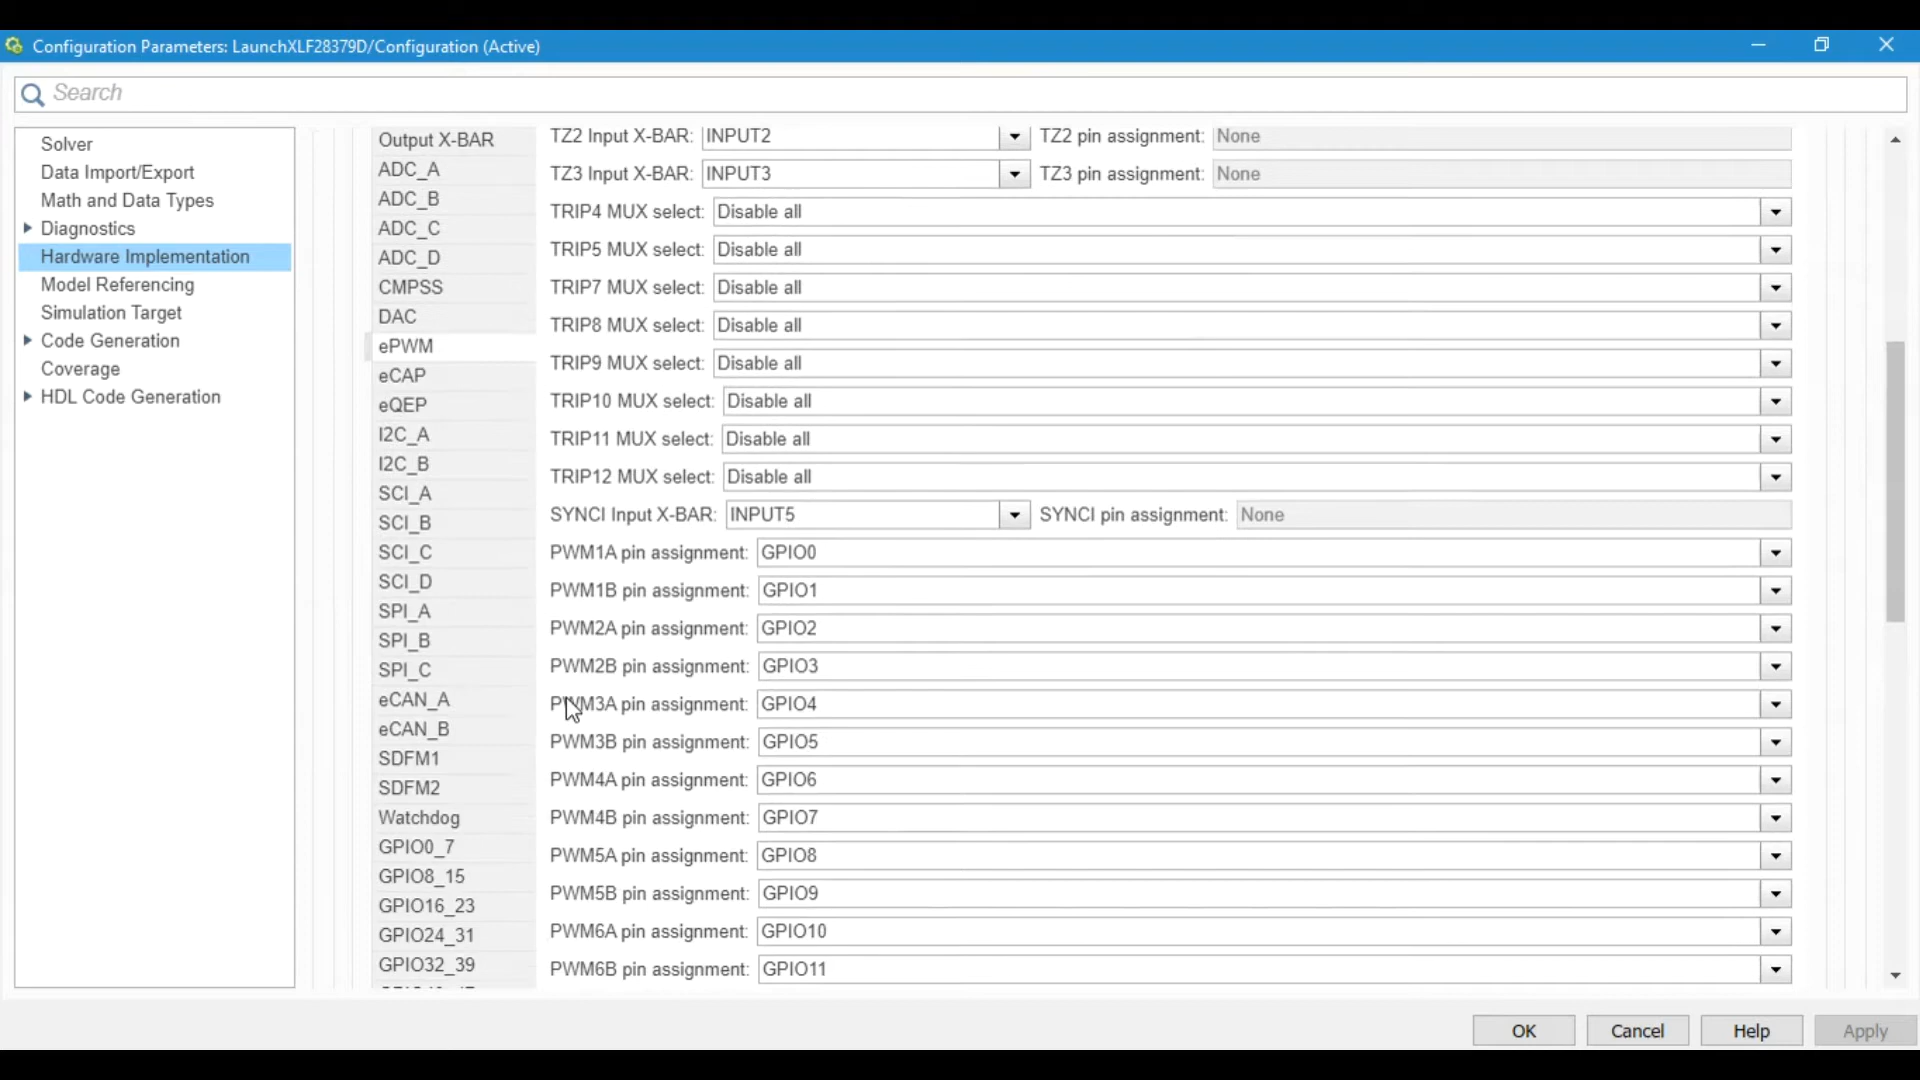 Configuration Parameters: LaunchXLF28379D/Configuration (Active)
Search
Solver
Data Import/Export
Math and Data Types
Diagnostics
Hardware Implementation
Model Referencing
Simulation Target
Code Generation
Coverage
HDL Code Generation
Output X-BAR
ADC_A
ADC_B
ADC_C
ADC_D
CMPSS
DAC
ePWM
eCAP
eQEP
I2C_A
I2C_B
SCI_A
SCI_B
SCI_C
SCI_D
SPI_A
SPI_B
SPI_C
eCAN_A
eCAN_B
SDFM1
SDFM2
Watchdog
GPIO0_7
GPIO8_15
GPIO16_23
GPIO24_31
GPIO32_39
TZ2 Input X-BAR: INPUT2 TZ2 pin assignment: None
TZ3 Input X-BAR: INPUT3 TZ3 pin assignment: None
TRIP4 MUX select: Disable all
TRIP5 MUX select: Disable all
TRIP7 MUX select: Disable all
TRIP8 MUX select: Disable all
TRIP9 MUX select: Disable all
TRIP10 MUX select: Disable all
TRIP11 MUX select: Disable all
TRIP12 MUX select: Disable all
SYNCI Input X-BAR: INPUT5 SYNCI pin assignment: None
PWM1A pin assignment: GPIO0
PWM1B pin assignment: GPIO1
PWM2A pin assignment: GPIO2
PWM2B pin assignment: GPIO3
PWM3A pin assignment: GPIO4
PWM3B pin assignment: GPIO5
PWM4A pin assignment: GPIO6
PWM4B pin assignment: GPIO7
PWM5A pin assignment: GPIO8
PWM5B pin assignment: GPIO9
PWM6A pin assignment: GPIO10
PWM6B pin assignment: GPIO11
OK Cancel Help Apply